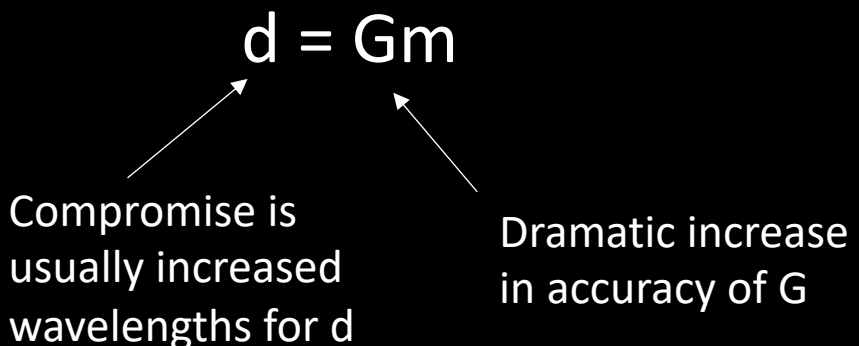 d = Gm
Compromise is
usually increased
wavelengths for d
Dramatic increase
in accuracy of G